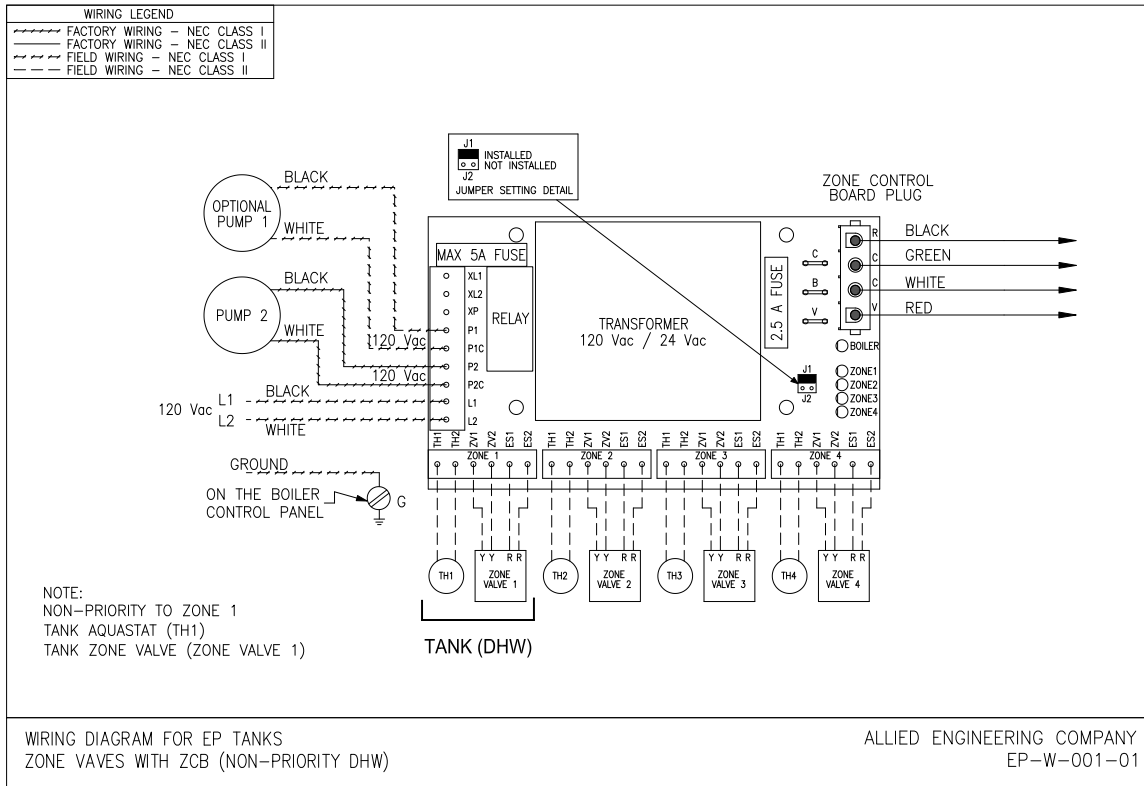 WIRING LEGEND
FACTORY WIRING – NEC CLASS I
FACTORY WIRING – NEC CLASS II
FIELD WIRING – NEC CLASS I
FIELD WIRING – NEC CLASS II
J1
INSTALLED
NOT INSTALLED
J2
JUMPER SETTING DETAIL
ZONE CONTROL
BOARD PLUG
OPTIONAL
PUMP 1
BLACK
WHITE
PUMP 2
BLACK
WHITE
120 Vac
120 Vac
120 Vac
L1
BLACK
L2
WHITE
GROUND
ON THE BOILER
CONTROL PANEL
G
MAX 5A FUSE
XL1
XL2
XP
P1
P1C
P2
P2C
L1
L2
RELAY
TRANSFORMER
120 Vac / 24 Vac
2.5 A FUSE
C
B
V
R
BLACK
C
GREEN
C
WHITE
V
RED
BOILER
ZONE1
ZONE2
ZONE3
ZONE4
J1
J2
TH1 TH2 ZV1 ZV2 ES1 ES2
ZONE 1
TH1 TH2 ZV1 ZV2 ES1 ES2
ZONE 2
TH1 TH2 ZV1 ZV2 ES1 ES2
ZONE 3
TH1 TH2 ZV1 ZV2 ES1 ES2
ZONE 4
TH1
Y Y R R
ZONE
VALVE 1
TH2
Y Y R R
ZONE
VALVE 2
TH3
Y Y R R
ZONE
VALVE 3
TH4
Y Y R R
ZONE
VALVE 4
TANK (DHW)
NOTE:
NON–PRIORITY TO ZONE 1
TANK AQUASTAT (TH1)
TANK ZONE VALVE (ZONE VALVE 1)
WIRING DIAGRAM FOR EP TANKS
ZONE VAVES WITH ZCB (NON–PRIORITY DHW)
ALLIED ENGINEERING COMPANY
EP–W–001–01